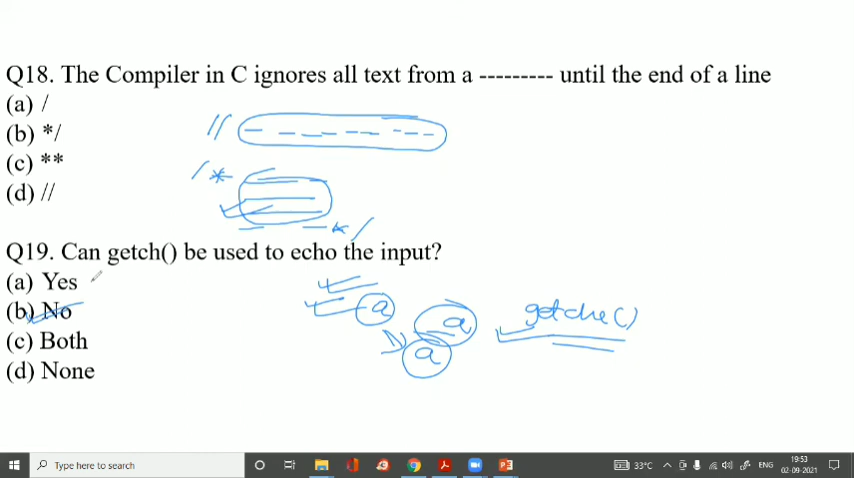 Q18. The Compiler in C ignores all text from a --------- until the end of a line
(a) /
(b) */
(c) **
(d) //
//
/*
*/
Q19. Can getch() be used to echo the input?
(a) Yes
(b) No
(c) Both
(d) None
a
a
a
getche()
Type here to search
33°C
ENG
19:53
02-09-2021